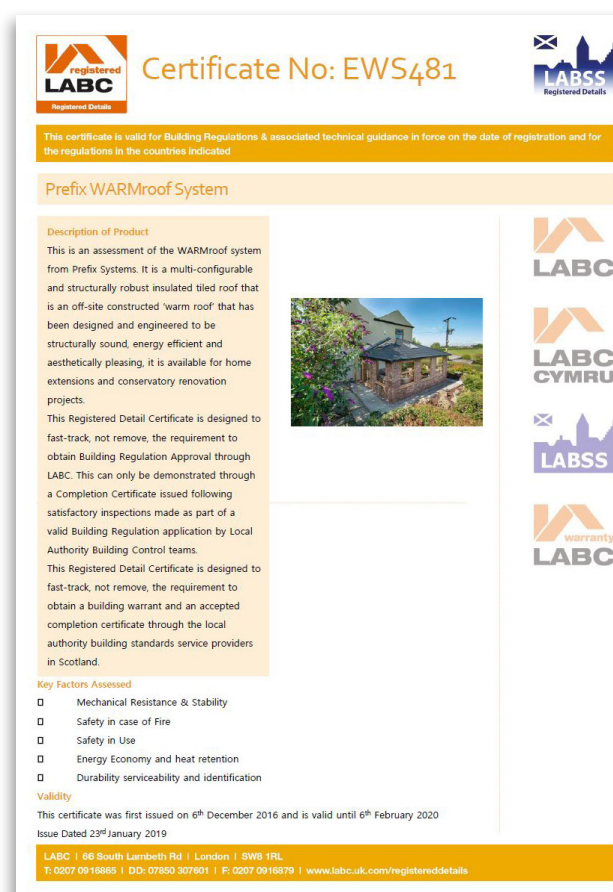 registered
LABC
Registered Details
Certificate No: EWS481
LABSS
Registered Details
This certificate is valid for Building Regulations & associated technical guidance in force on the date of registration and for
the regulations in the countries indicated
Prefix WARMroof System
Description of Product
This is an assessment of the WARMroof system
from Prefix Systems. It is a multi-configurable
and structurally robust insulated tiled roof that
is an off-site constructed ‘warm roof’ that has
been designed and engineered to be
structurally sound, energy efficient and
aesthetically pleasing, it is available for home
extensions and conservatory renovation
projects.
This Registered Detail Certificate is designed to
fast-track, not remove, the requirement to
obtain Building Regulation Approval through
LABC. This can only be demonstrated through
a Completion Certificate issued following
satisfactory inspections made as part of a
valid Building Regulation application by Local
Authority Building Control teams.
This Registered Detail Certificate is designed to
fast-track, not remove, the requirement to
obtain a building warrant and an accepted
completion certificate through the local
authority building standards service providers
in Scotland.
LABC
LABC
CYMRU
LABSS
warranty
LABC
Key Factors Assessed
Mechanical Resistance & Stability
Safety in case of Fire
Safety in Use
Energy Economy and heat retention
Durability serviceability and identification
Validity
This certificate was first issued on 6th December 2016 and is valid until 6th February 2020
Issue Dated 23rd January 2019
LABC | 66 South Lambeth Rd | London | SW8 1RL
T: 0207 0916865 | DD: 07850 307601 | F: 0207 0916879 | www.labc.uk.com/registereddetails